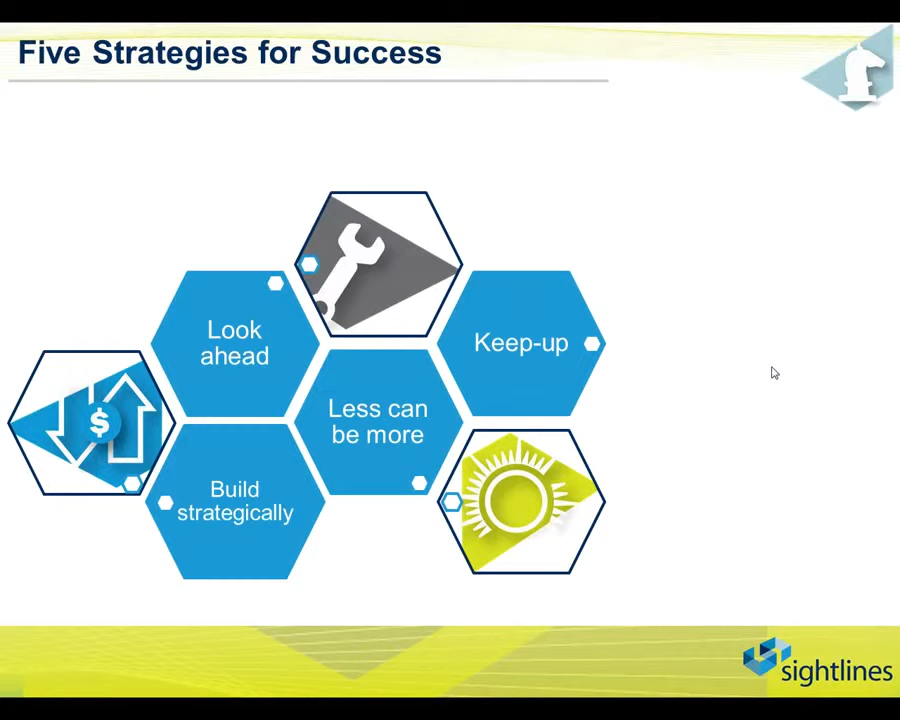 Five Strategies for Success
Look
ahead
Keep-up
Less can
be more
$
Build
strategically
sightlines